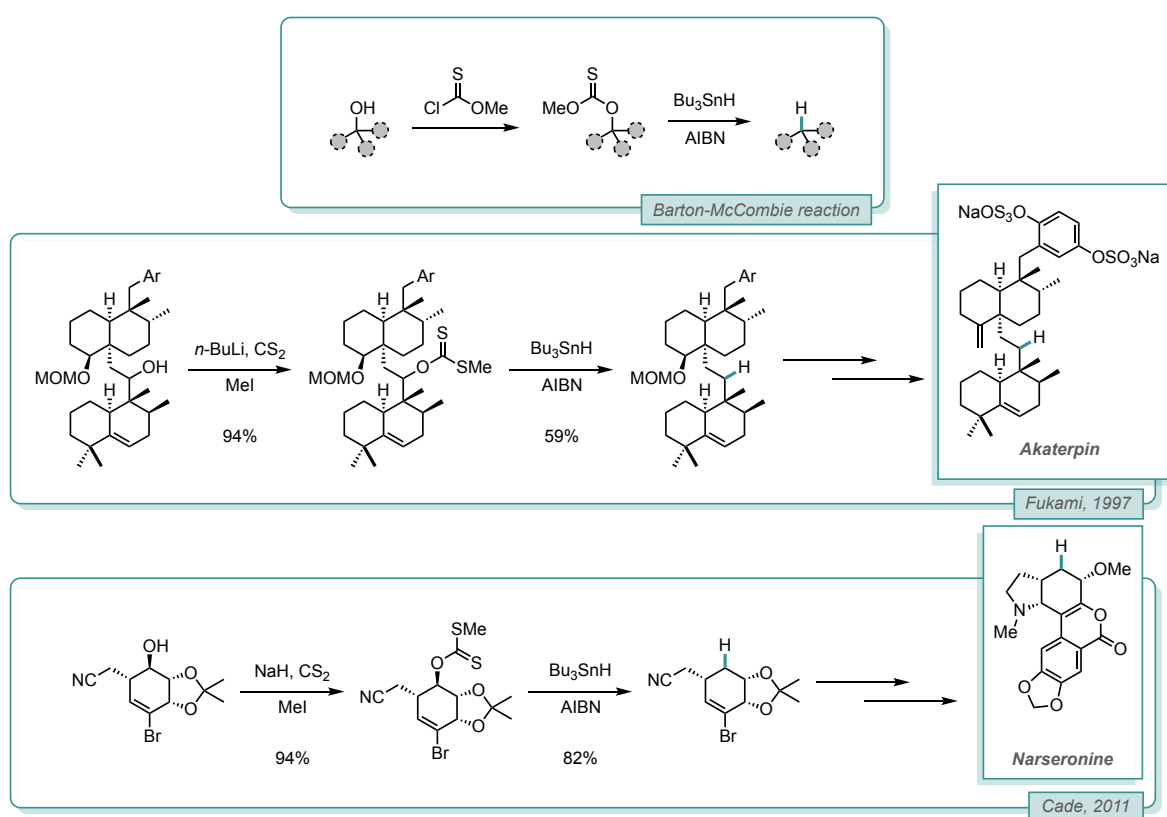 OH
S
Cl
OMe
S
MeO
O
Bu3SnH
AIBN
H
Barton-McCombie reaction
H
Ar
MOMO
OH
H
n-BuLi, CS2
MeI
94%
H
Ar
S
O
SMe
MOMO
H
Bu3SnH
AIBN
59%
H
Ar
MOMO
H
H
NaOS3O
OSO3Na
H
H
H
Akaterpin
Fukami, 1997
OH
NC
O
O
Br
NaH, CS2
MeI
94%
SMe
O
S
NC
O
O
Br
Bu3SnH
AIBN
82%
H
NC
O
O
Br
H
OMe
N
Me
O
O
O
O
Narseronine
Cade, 2011